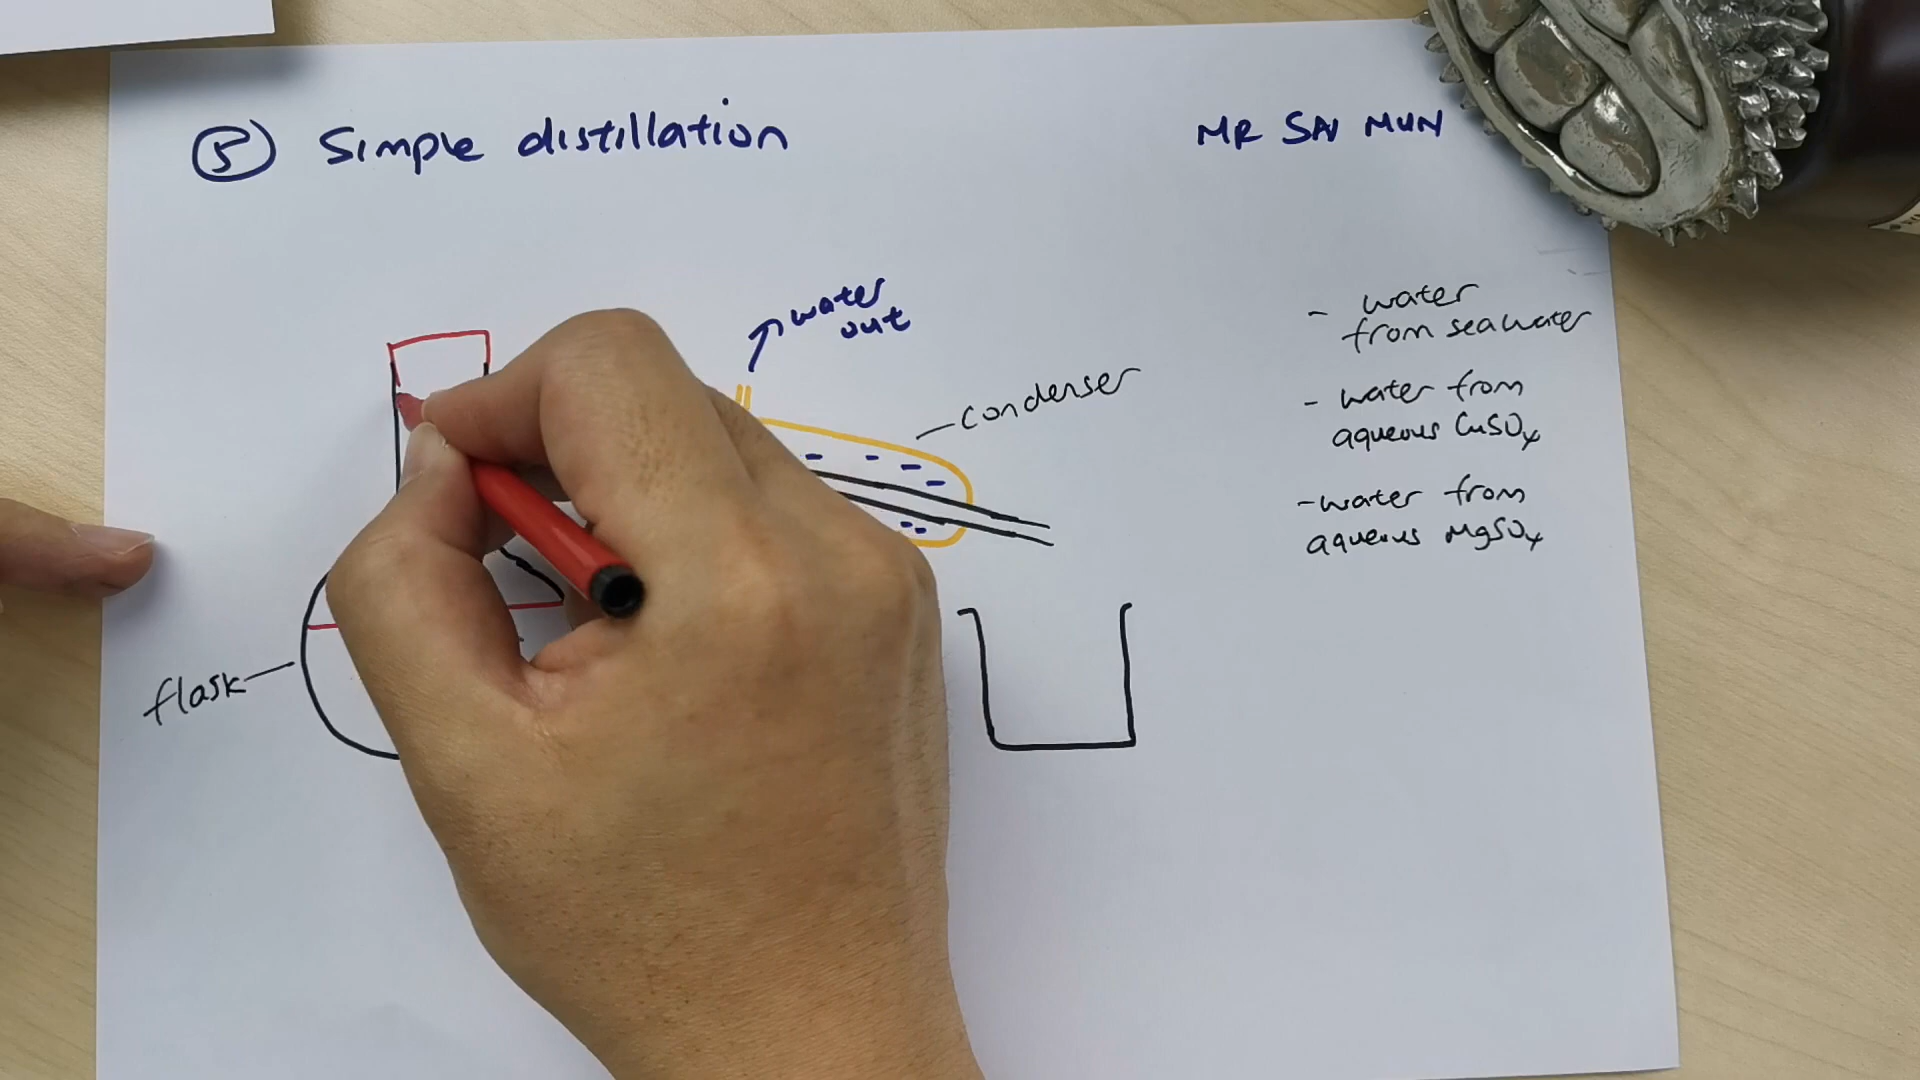 ⑤ Simple distillation
MR SAI MUN
water
out
condenser
flask
- water
from seawater
- water from
aqueous CuSO4
- water from
aqueous MgSO4